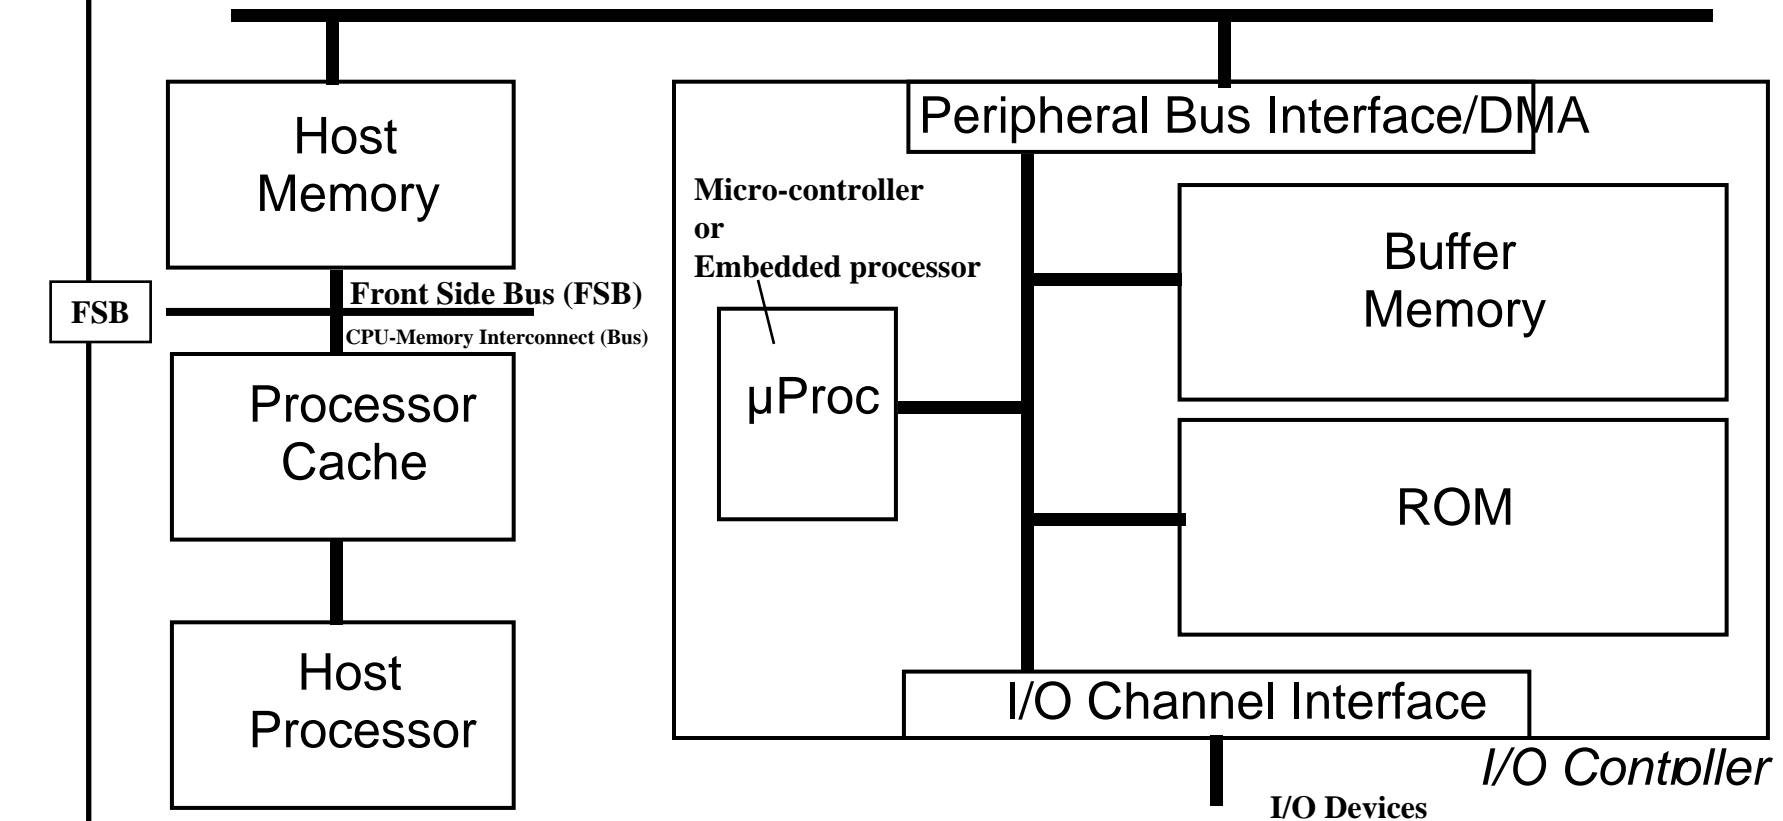 Host
Memory
FSB
Front Side Bus (FSB)
CPU-Memory Interconnect (Bus)
Processor
Cache
Host
Processor
Peripheral Bus Interface/DMA
Micro-controller
or
Embedded processor
µProc
Buffer
Memory
ROM
I/O Channel Interface
I/O Controller
I/O Devices